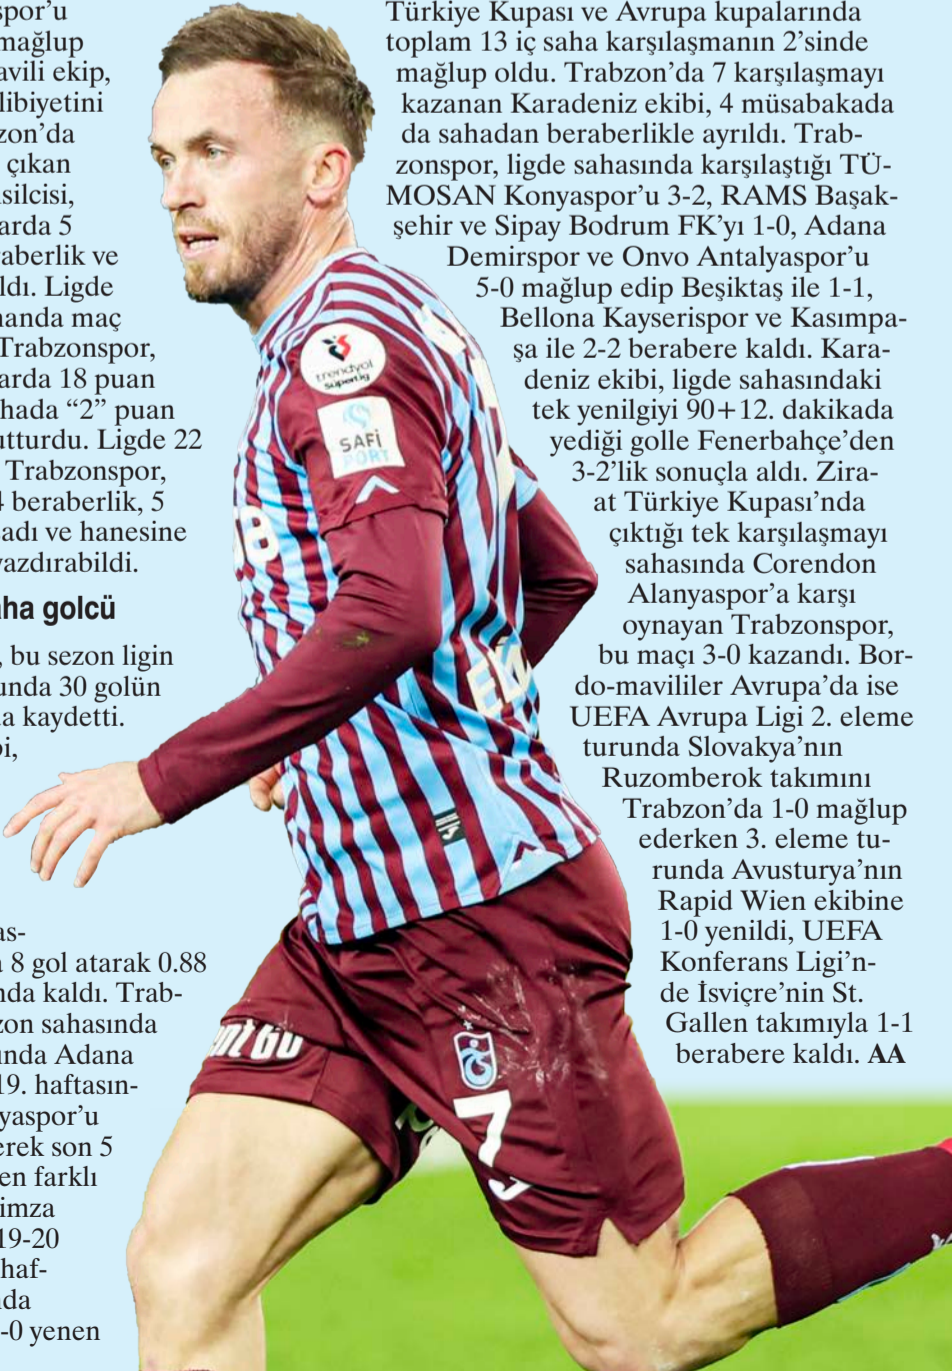 spor’u
mağlup
avili ekip,
libiyetini
zon’da
çıkan
silcisi,
arda 5
aberlik ve
ldı. Ligde
manda maç
Trabzonspor,
arda 18 puan
hada “2” puan
utturdu. Ligde 22
Trabzonspor,
4 beraberlik, 5
adı ve hanesine
yazdırabildi.
aha golcü
, bu sezon ligin
unda 30 golün
a kaydetti.
bi,
as-
a 8 gol atarak 0.88
nda kaldı. Trab-
zon sahasında
unda Adana
19. haftasın-
yaspor’u
erek son 5
en farklı
imza
19-20
haf-
nda
-0 yenen
Türkiye Kupası ve Avrupa kupalarında
toplam 13 iç saha karşılaşmanın 2’sinde
mağlup oldu. Trabzon’da 7 karşılaşmayı
kazanan Karadeniz ekibi, 4 müsabakada
da sahadan beraberlikle ayrıldı. Trab-
zonspor, ligde sahasında karşılaştığı TÜ-
MOSAN Konyaspor’u 3-2, RAMS Başak-
şehir ve Sipay Bodrum FK’yı 1-0, Adana
Demirspor ve Onvo Antalyaspor’u
5-0 mağlup edip Beşiktaş ile 1-1,
Bellona Kayserispor ve Kasımpa-
şa ile 2-2 berabere kaldı. Kara-
deniz ekibi, ligde sahasındaki
tek yenilgiyi 90+12. dakikada
yediği golle Fenerbahçe’den
3-2’lik sonuçla aldı. Zira-
at Türkiye Kupası’nda
çıktığı tek karşılaşmayı
sahasında Corendon
Alanyaspor’a karşı
oynayan Trabzonspor,
bu maçı 3-0 kazandı. Bor-
do-mavililer Avrupa’da ise
UEFA Avrupa Ligi 2. eleme
turunda Slovakya’nın
Ruzomberok takımını
Trabzon’da 1-0 mağlup
ederken 3. eleme tu-
runda Avusturya’nın
Rapid Wien ekibine
1-0 yenildi, UEFA
Konferans Ligi’n-
de İsviçre’nin St.
Gallen takımıyla 1-1
berabere kaldı. AA
trendyol
süperlig
SAFİ
PORT
7